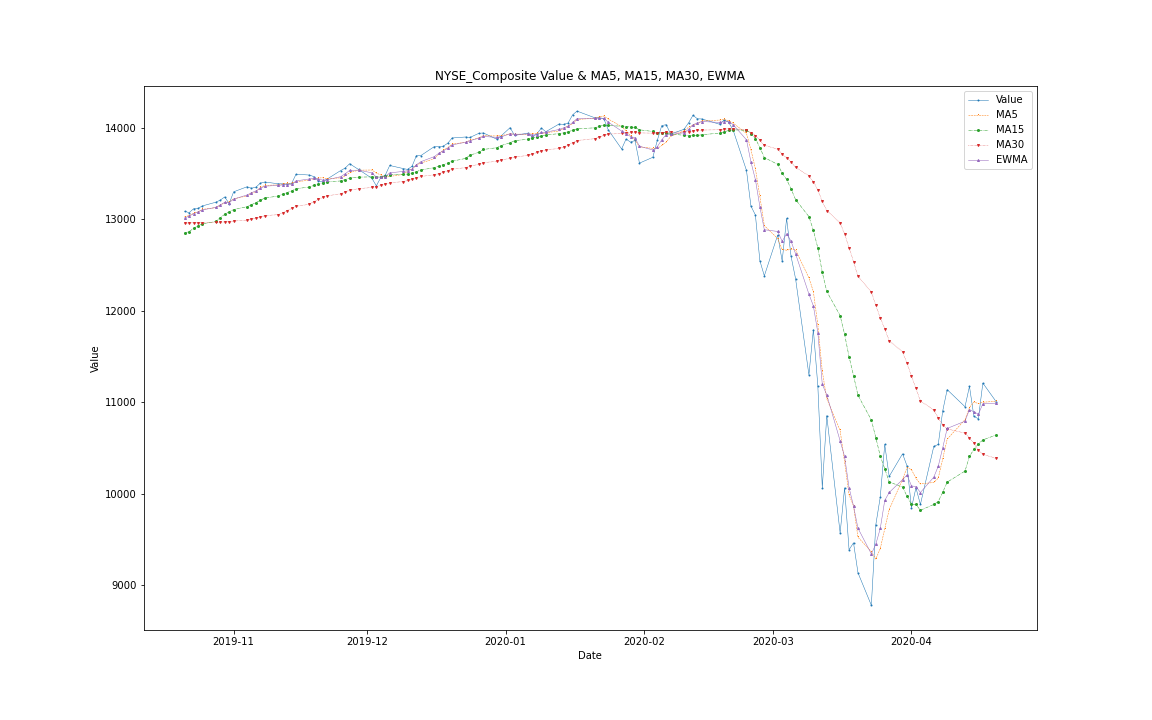 NYSE_Composite Value & MA5, MA15, MA30, EWMA
Value
MA5
MA15
MA30
EWMA
14000
13000
12000
11000
10000
9000
Value
2019-11 2019-12 2020-01 2020-02 2020-03 2020-04
Date